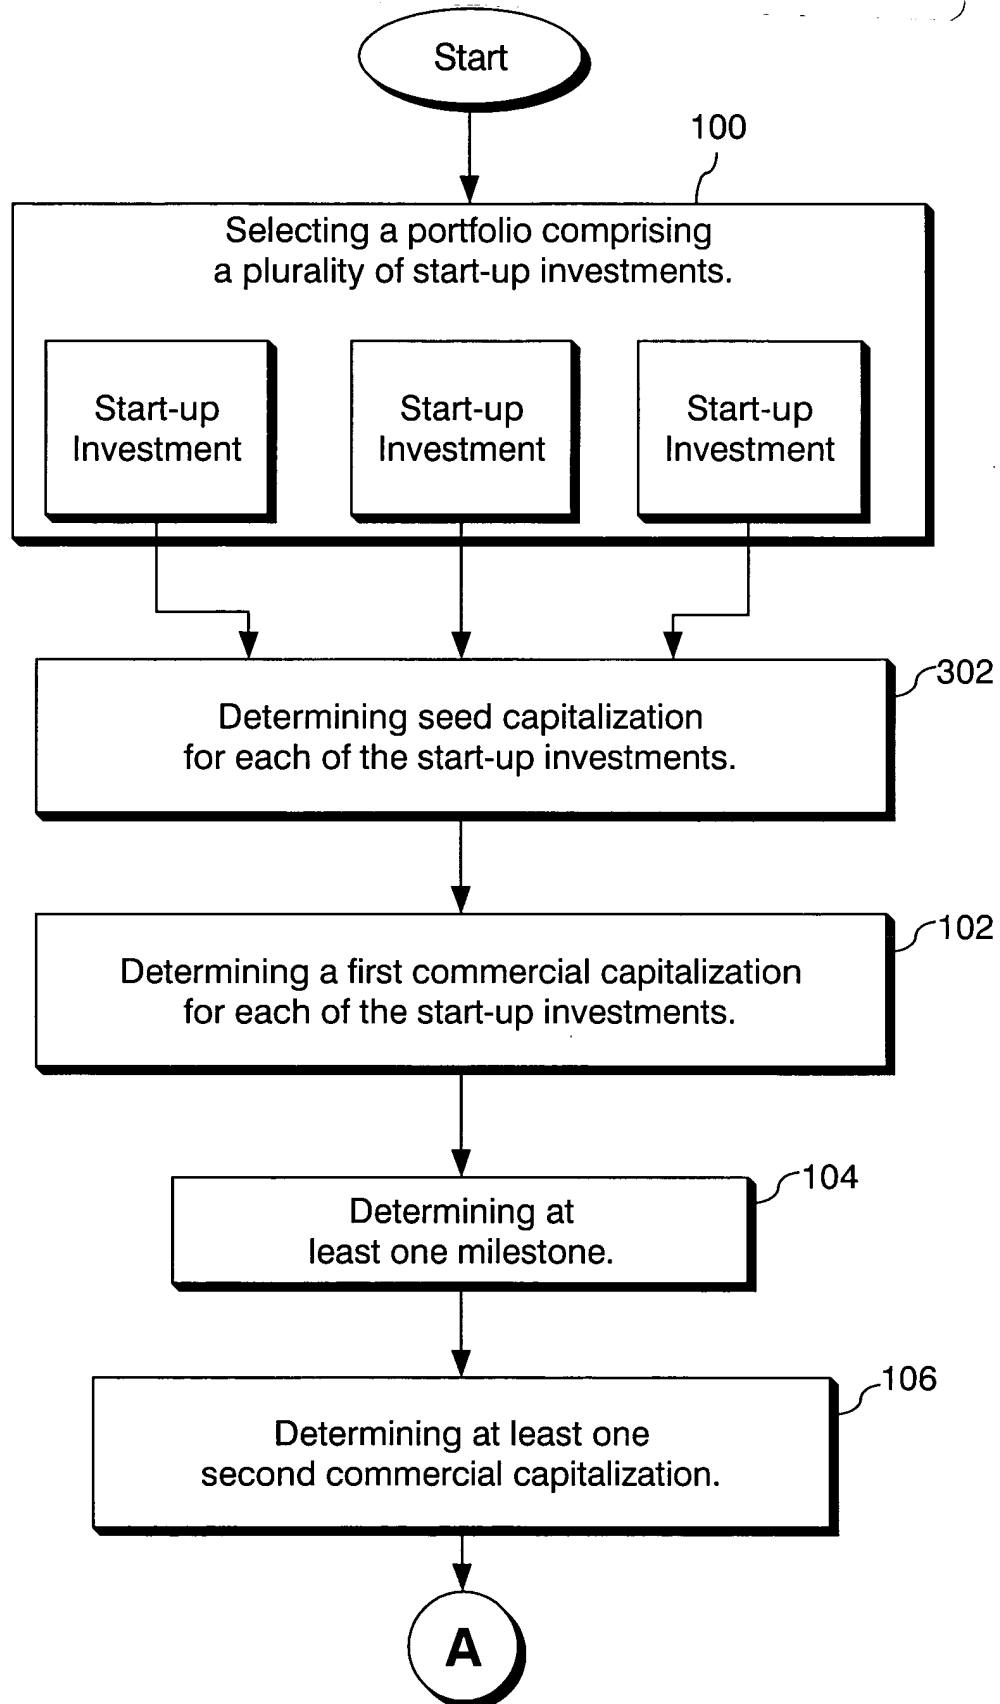 Start
100
Selecting a portfolio comprising
a plurality of start-up investments.
Start-up
Investment
Start-up
Investment
Start-up
Investment
302
Determining seed capitalization
for each of the start-up investments.
102
Determining a first commercial capitalization
for each of the start-up investments.
104
Determining at
least one milestone.
106
Determining at least one
second commercial capitalization.
A